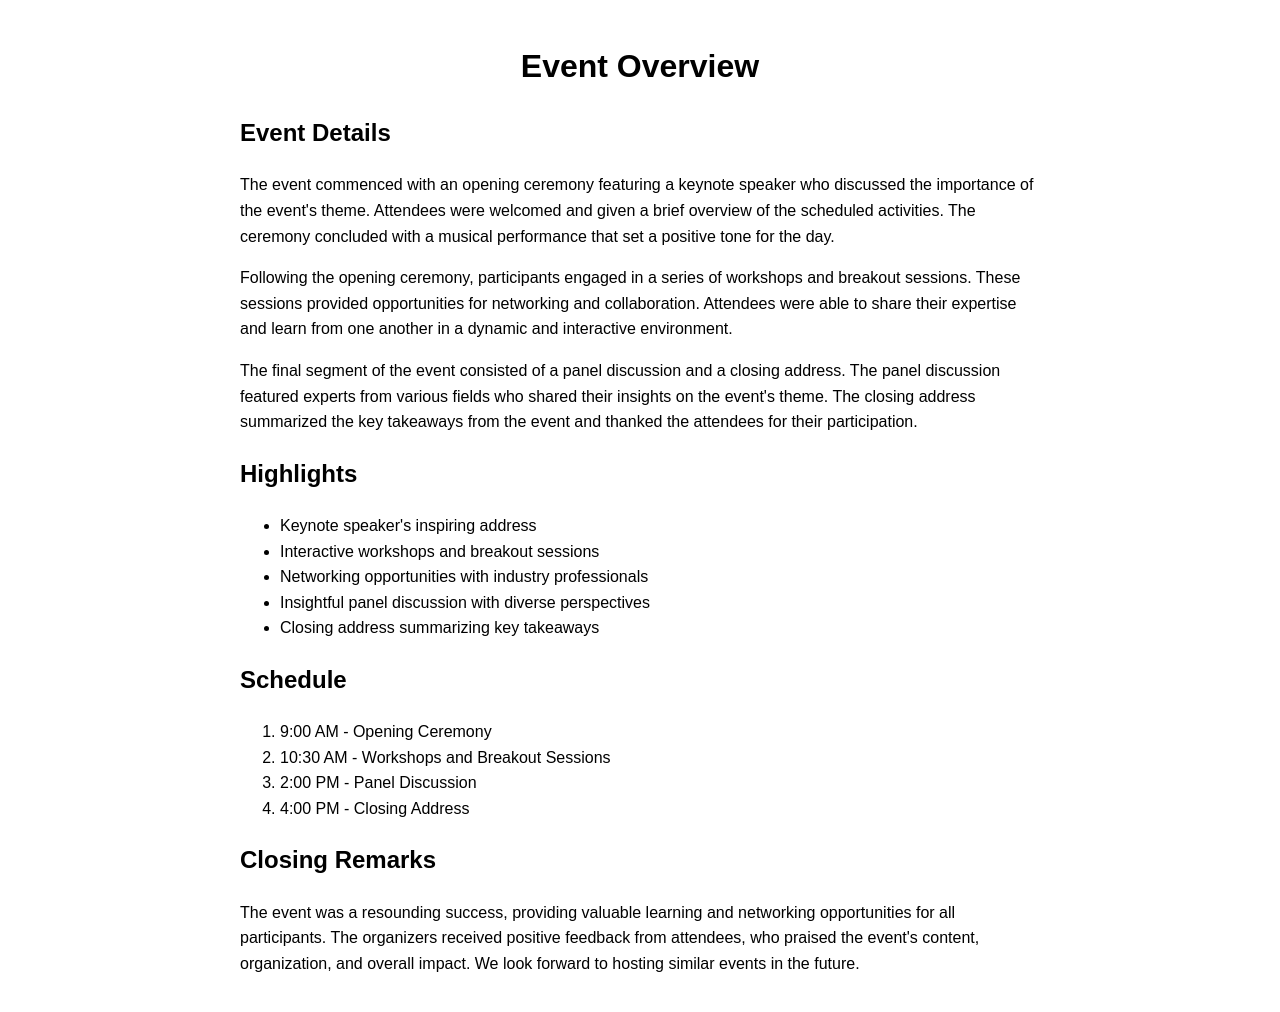 Event Overview
Event Details
The event commenced with an opening ceremony featuring a keynote speaker who discussed the importance of
the event's theme. Attendees were welcomed and given a brief overview of the scheduled activities. The
ceremony concluded with a musical performance that set a positive tone for the day.
Following the opening ceremony, participants engaged in a series of workshops and breakout sessions. These
sessions provided opportunities for networking and collaboration. Attendees were able to share their expertise
and learn from one another in a dynamic and interactive environment.
The final segment of the event consisted of a panel discussion and a closing address. The panel discussion
featured experts from various fields who shared their insights on the event's theme. The closing address
summarized the key takeaways from the event and thanked the attendees for their participation.
Highlights
• Keynote speaker's inspiring address
• Interactive workshops and breakout sessions
• Networking opportunities with industry professionals
• Insightful panel discussion with diverse perspectives
• Closing address summarizing key takeaways
Schedule
1. 9:00 AM - Opening Ceremony
2. 10:30 AM - Workshops and Breakout Sessions
3. 2:00 PM - Panel Discussion
4. 4:00 PM - Closing Address
Closing Remarks
The event was a resounding success, providing valuable learning and networking opportunities for all
participants. The organizers received positive feedback from attendees, who praised the event's content,
organization, and overall impact. We look forward to hosting similar events in the future.